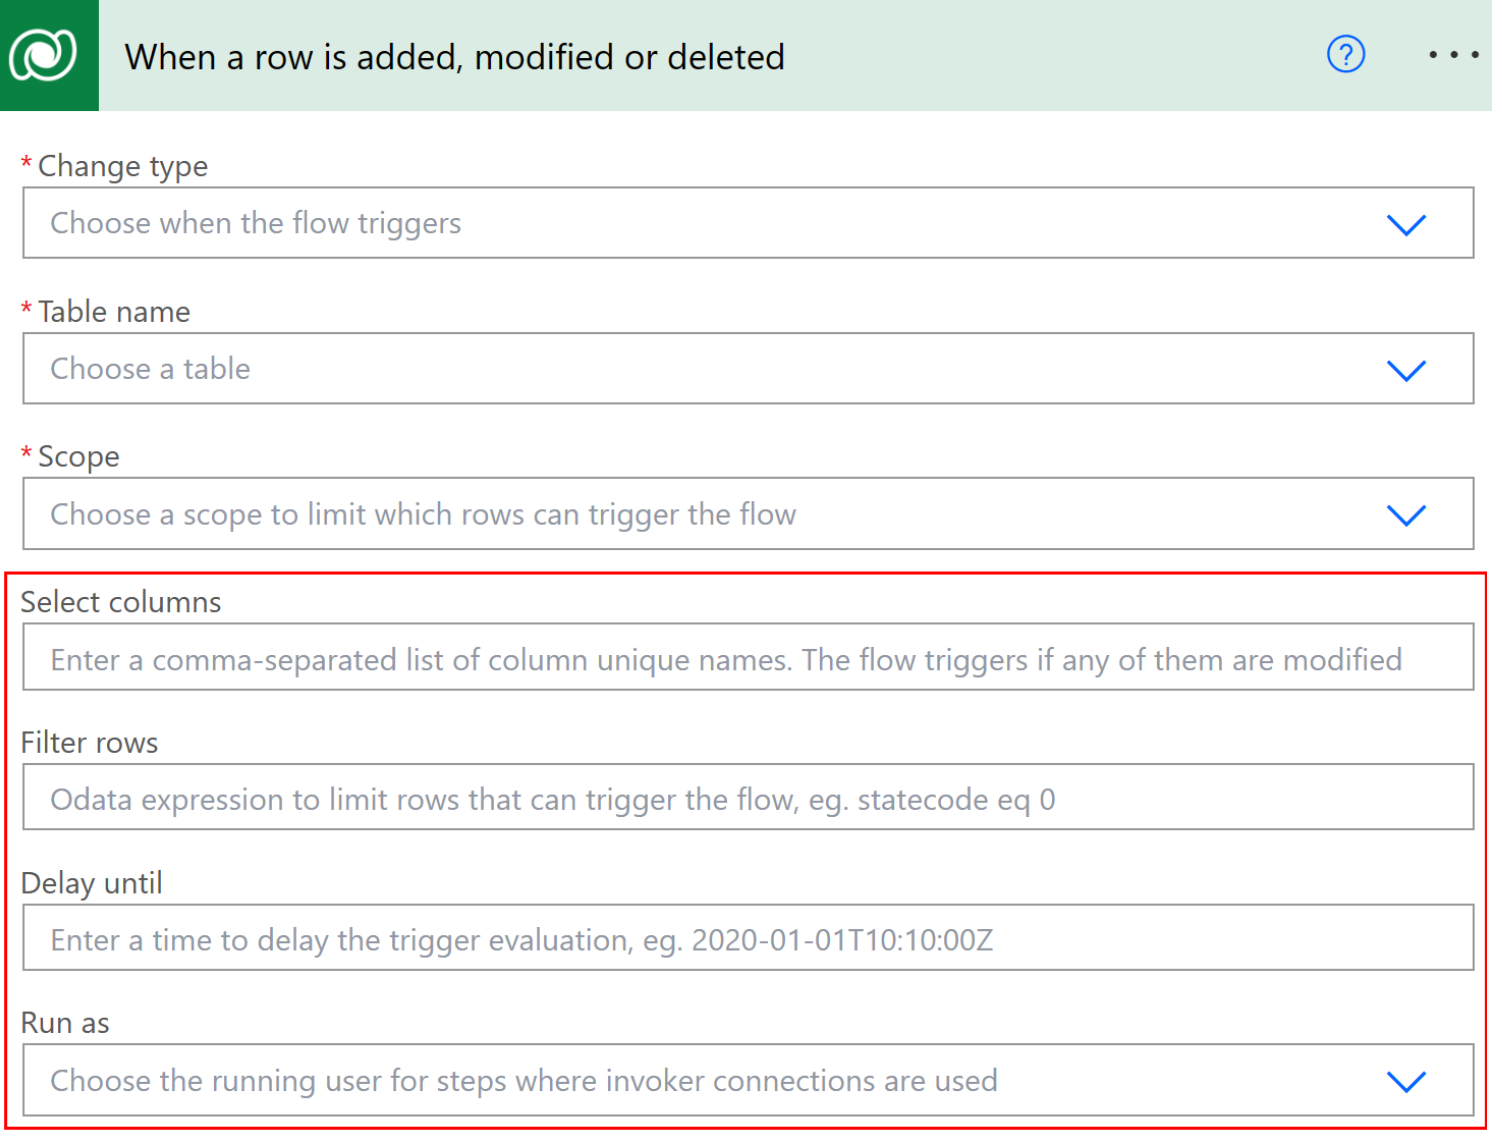 When a row is added, modified or deleted
?
* Change type
Choose when the flow triggers
* Table name
Choose a table
* Scope
Choose a scope to limit which rows can trigger the flow
Select columns
Enter a comma-separated list of column unique names. The flow triggers if any of them are modified
Filter rows
Odata expression to limit rows that can trigger the flow, eg. statecode eq 0
Delay until
Enter a time to delay the trigger evaluation, eg. 2020-01-01T10:10:00Z
Run as
Choose the running user for steps where invoker connections are used